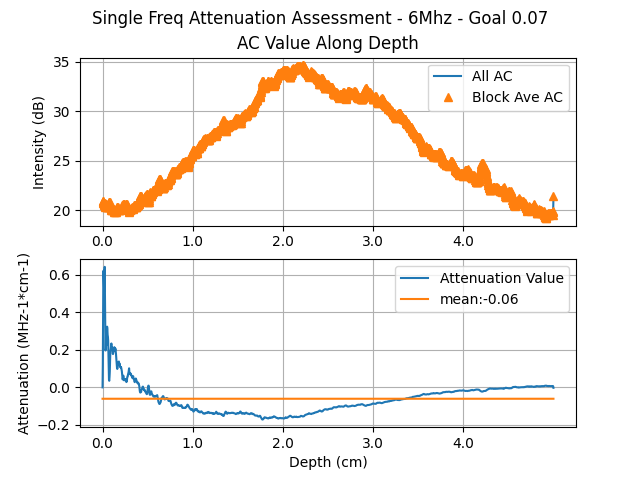 Single Freq Attenuation Assessment - 6Mhz - Goal 0.07
AC Value Along Depth
Intensity (dB)
35
30
25
20
All AC
Block Ave AC
0.0 1.0 2.0 3.0 4.0
Attenuation (MHz-1*cm-1)
0.6
0.4
0.2
0.0
−0.2
Attenuation Value
mean:-0.06
0.0 1.0 2.0 3.0 4.0
Depth (cm)